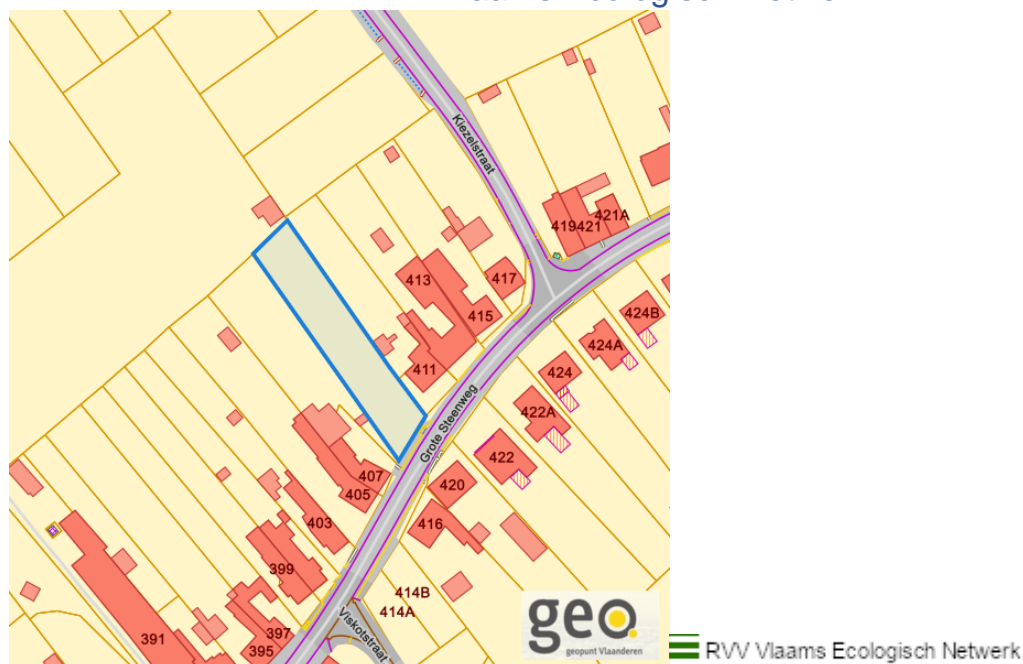 Kiezelstraat
419 421 421A
417
413
415
424B
424A
411
424
422A
Grote Steenweg
422
407
420
405
403
416
399
414B
414A
Viskotstraat
397
391
395
geo
geopunt Vlaanderen
RVV Vlaams Ecologisch Netwerk